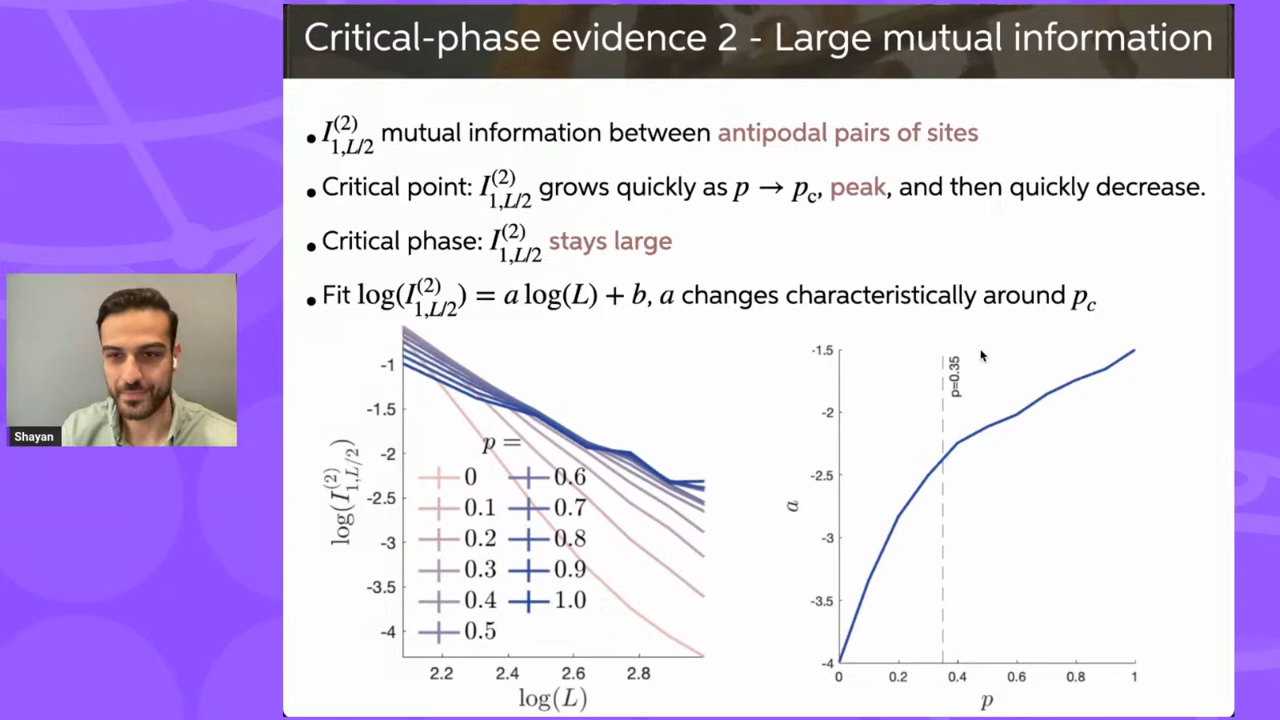 Critical-phase evidence 2 - Large mutual information
• I^(2)_1,L/2 mutual information between antipodal pairs of sites
• Critical point: I^(2)_1,L/2 grows quickly as p → p_c, peak, and then quickly decrease.
• Critical phase: I^(2)_1,L/2 stays large
• Fit log(I^(2)_1,L/2) = a log(L) + b, a changes characteristically around p_c
Shayan
log(I^(2)_1,L/2)
-1
-1.5
-2
-2.5
-3
-3.5
-4
p =
0
0.1
0.2
0.3
0.4
0.5
0.6
0.7
0.8
0.9
1.0
2.2 2.4 2.6 2.8
log(L)
a
-1.5
-2
-2.5
-3
-3.5
-4
p=0.35
0 0.2 0.4 0.6 0.8 1
p